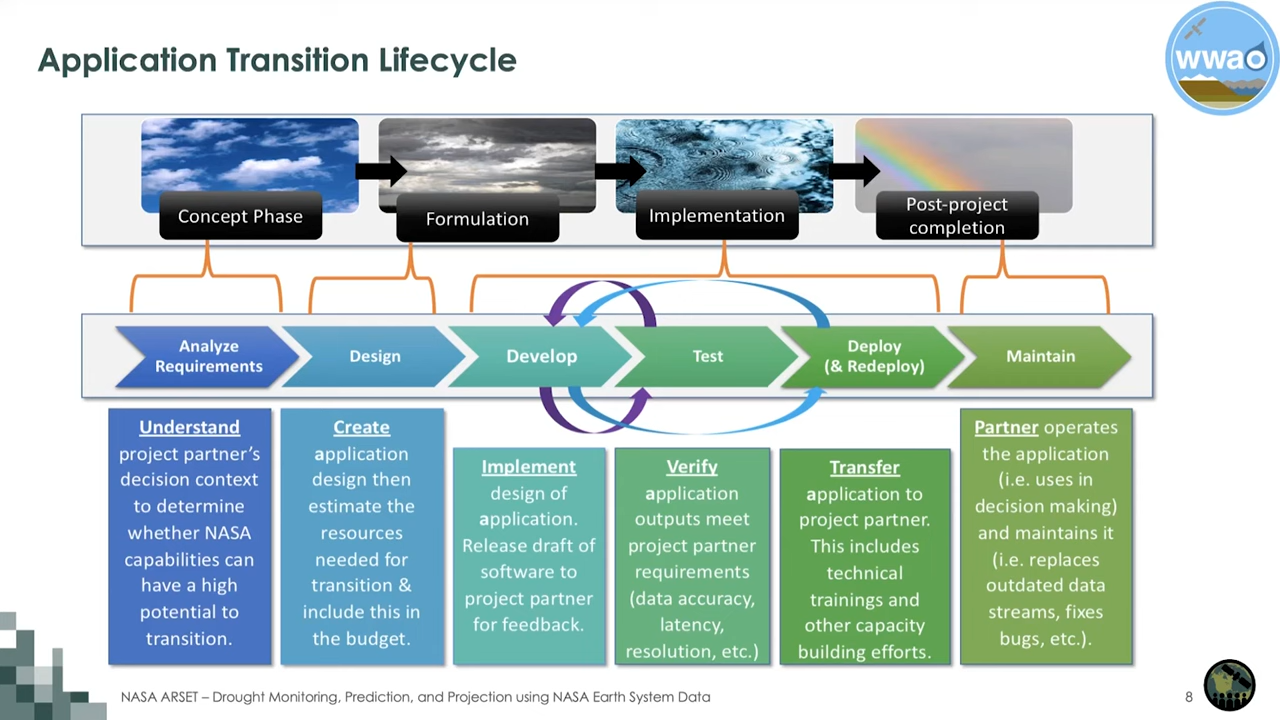 Application Transition Lifecycle
wwao
Concept Phase
Formulation
Implementation
Post-project
completion
Analyze
Requirements
Design
Develop
Test
Deploy
(& Redeploy)
Maintain
Understand
project partner’s
decision context
to determine
whether NASA
capabilities can
have a high
potential to
transition.
Create
application
design then
estimate the
resources
needed for
transition &
include this in
the budget.
Implement
design of
application.
Release draft of
software to
project partner
for feedback.
Verify
application
outputs meet
project partner
requirements
(data accuracy,
latency,
resolution, etc.)
Transfer
application to
project partner.
This includes
technical
trainings and
other capacity
building efforts.
Partner operates
the application
(i.e. uses in
decision making)
and maintains it
(i.e. replaces
outdated data
streams, fixes
bugs, etc.).
NASA ARSET – Drought Monitoring, Prediction, and Projection using NASA Earth System Data
8